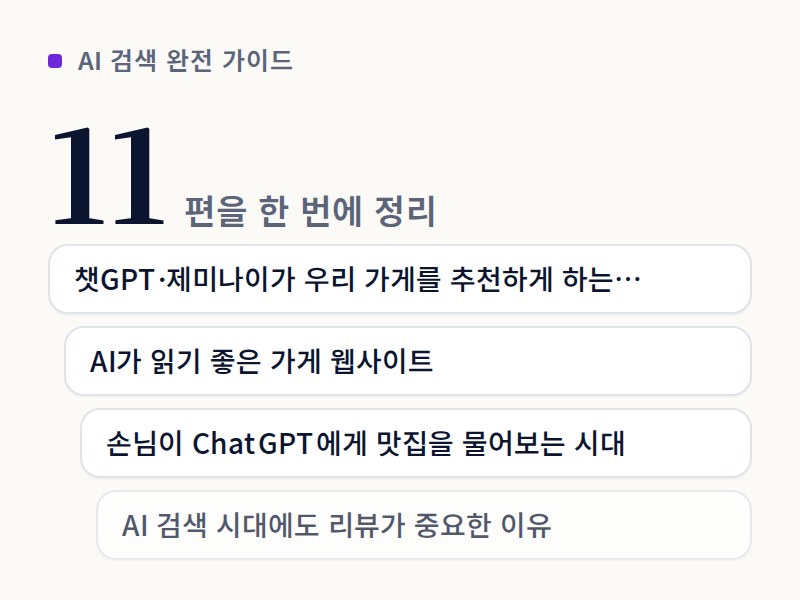 AI 검색 완전 가이드
11 편을 한 번에 정리
챗GPT·제미나이가 우리 가게를 추천하게 하는…
AI가 읽기 좋은 가게 웹사이트
손님이 ChatGPT에게 맛집을 물어보는 시대
AI 검색 시대에도 리뷰가 중요한 이유